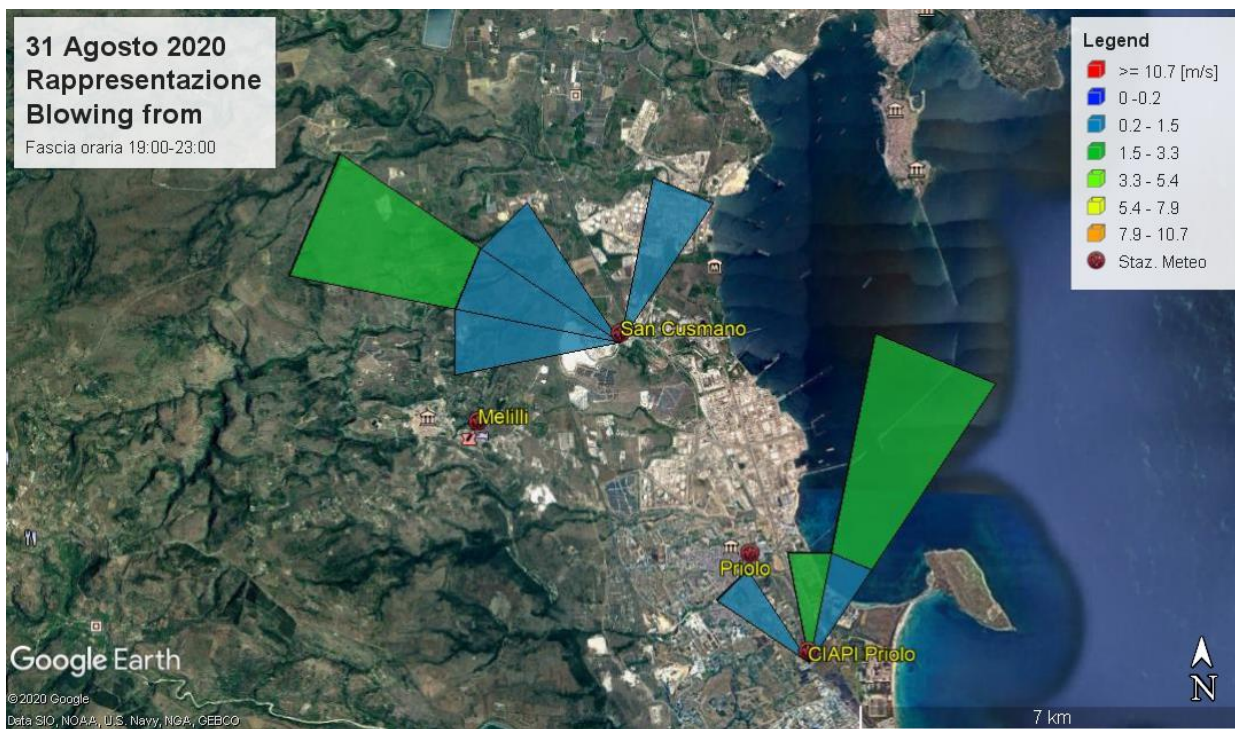 31 Agosto 2020
Rappresentazione
Blowing from
Fascia oraria 19:00-23:00
Legend
>= 10.7 [m/s]
0 -0.2
0.2 - 1.5
1.5 - 3.3
3.3 - 5.4
5.4 - 7.9
7.9 - 10.7
Staz. Meteo
San Cusmano
Melilli
Priolo
CIAPI Priolo
Google Earth
© 2020 Google
Data SIO, NOAA, U.S. Navy, NGA, GEBCO
N
7 km